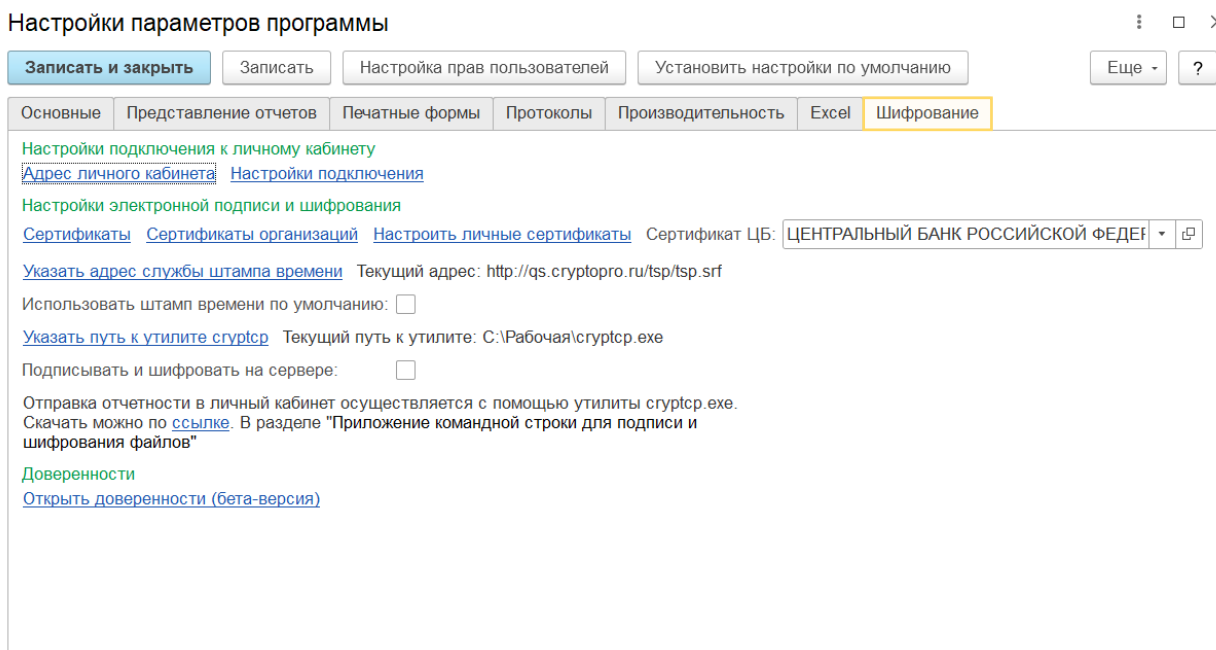 Настройки параметров программы
Записать и закрыть Записать Настройка прав пользователей Установить настройки по умолчанию Еще ?
Основные Представление отчетов Печатные формы Протоколы Производительность Excel Шифрование
Настройки подключения к личному кабинету
Адрес личного кабинета Настройки подключения
Настройки электронной подписи и шифрования
Сертификаты Сертификаты организаций Настроить личные сертификаты Сертификат ЦБ: ЦЕНТРАЛЬНЫЙ БАНК РОССИЙСКОЙ ФЕДЕР
Указать адрес службы штампа времени Текущий адрес: http://qs.cryptopro.ru/tsp/tsp.srf
Использовать штамп времени по умолчанию:
Указать путь к утилите cryptcp Текущий путь к утилите: C:\Рабочая\cryptcp.exe
Подписывать и шифровать на сервере:
Отправка отчетности в личный кабинет осуществляется с помощью утилиты cryptcp.exe.
Скачать можно по ссылке. В разделе "Приложение командной строки для подписи и
шифрования файлов"
Доверенности
Открыть доверенности (бета-версия)